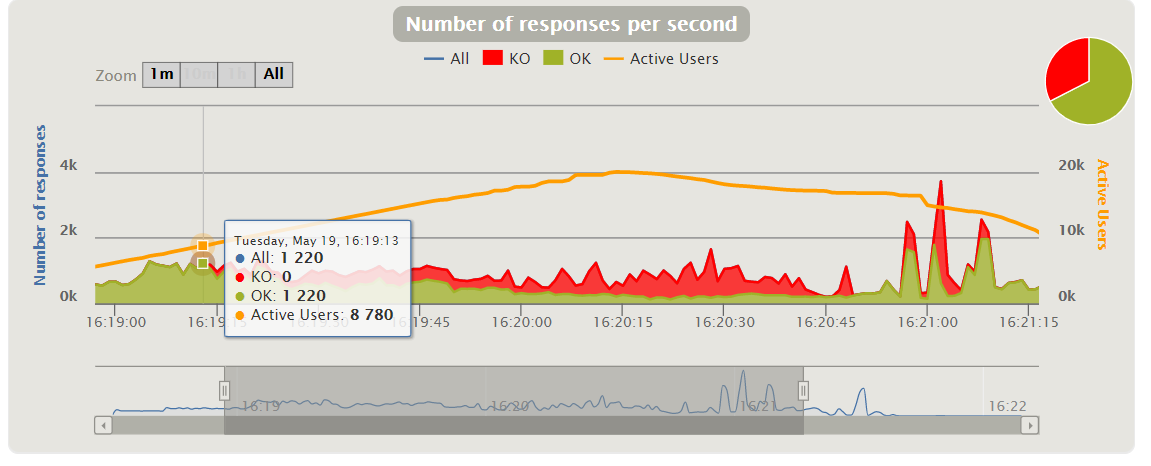 Number of responses per second
All KO OK Active Users
Zoom 1m 10m 1h All
Number of responses
4k
2k
0k
20k
10k
0k
Active Users
Tuesday, May 19, 16:19:13
All: 1 220
KO: 0
OK: 1 220
Active Users: 8 780
16:19:00 16:19:15 16:19:30 16:19:45 16:20:00 16:20:15 16:20:30 16:20:45 16:21:00 16:21:15
16:19 16:20 16:21 16:22